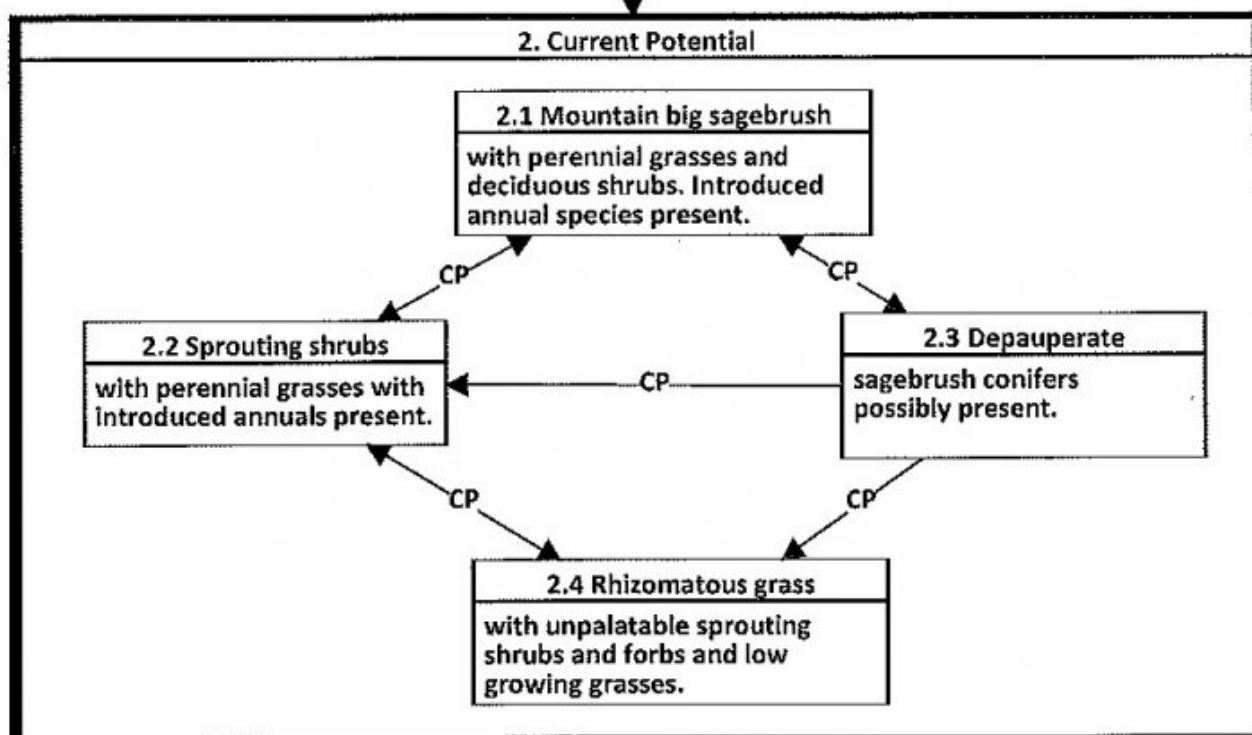 2. Current Potential
2.1 Mountain big sagebrush
with perennial grasses and
deciduous shrubs. Introduced
annual species present.
CP
CP
2.2 Sprouting shrubs
with perennial grasses with
introduced annuals present.
CP
2.3 Depauperate
sagebrush conifers
possibly present.
CP
CP
2.4 Rhizomatous grass
with unpalatable sprouting
shrubs and forbs and low
growing grasses.